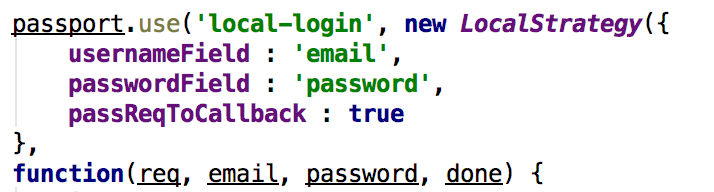 passport.use('local-login', new LocalStrategy({
    usernameField : 'email',
    passwordField : 'password',
    passReqToCallback : true
},
function(req, email, password, done) {